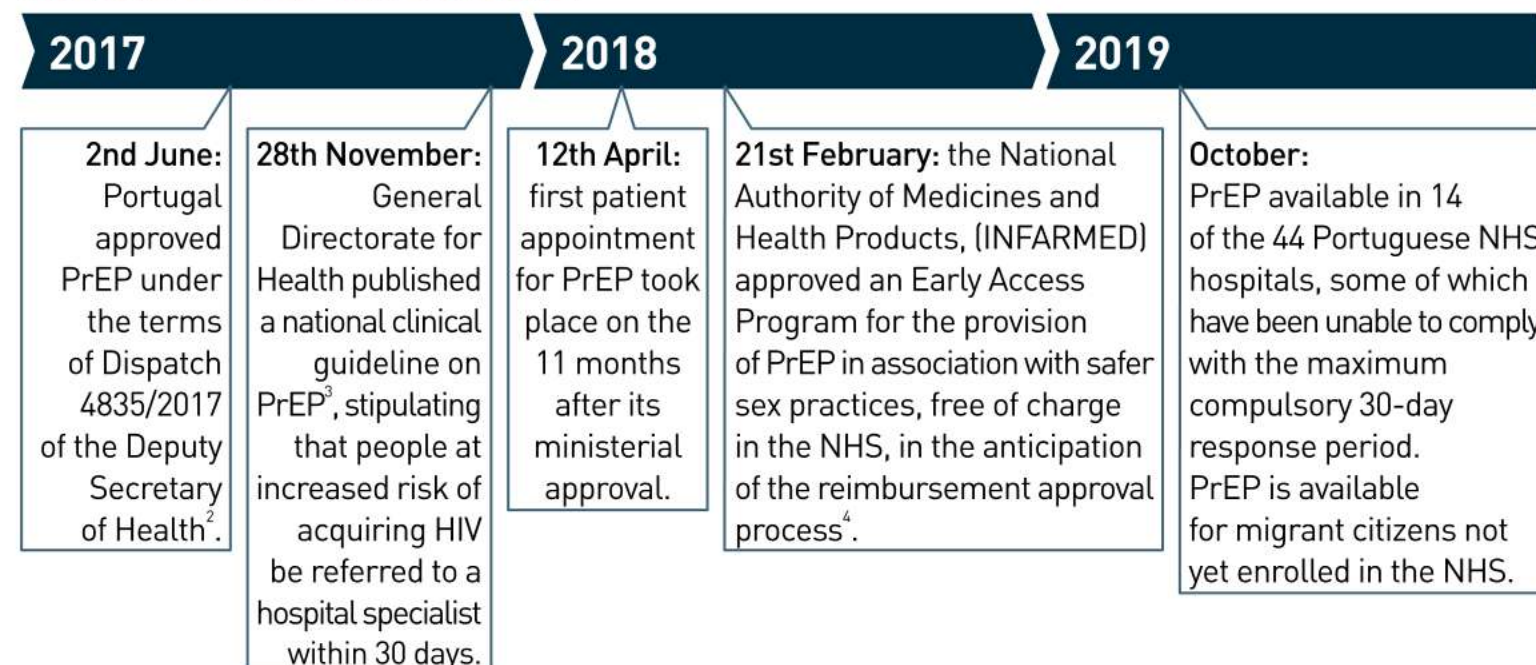 2017
2018
2019
2nd June:
Portugal
approved
PrEP under
the terms
of Dispatch
4835/2017
of the Deputy
Secretary
of Health².
28th November:
General
Directorate for
Health published
a national clinical
guideline on
PrEP³, stipulating
that people at
increased risk of
acquiring HIV
be referred to a
hospital specialist
within 30 days.
12th April:
first patient
appointment
for PrEP took
place on the
11 months
after its
ministerial
approval.
21st February: the National
Authority of Medicines and
Health Products, (INFARMED)
approved an Early Access
Program for the provision
of PrEP in association with safer
sex practices, free of charge
in the NHS, in the anticipation
of the reimbursement approval
process⁴.
October:
PrEP available in 14
of the 44 Portuguese NHS
hospitals, some of which
have been unable to comply
with the maximum
compulsory 30-day
response period.
PrEP is available
for migrant citizens not
yet enrolled in the NHS.